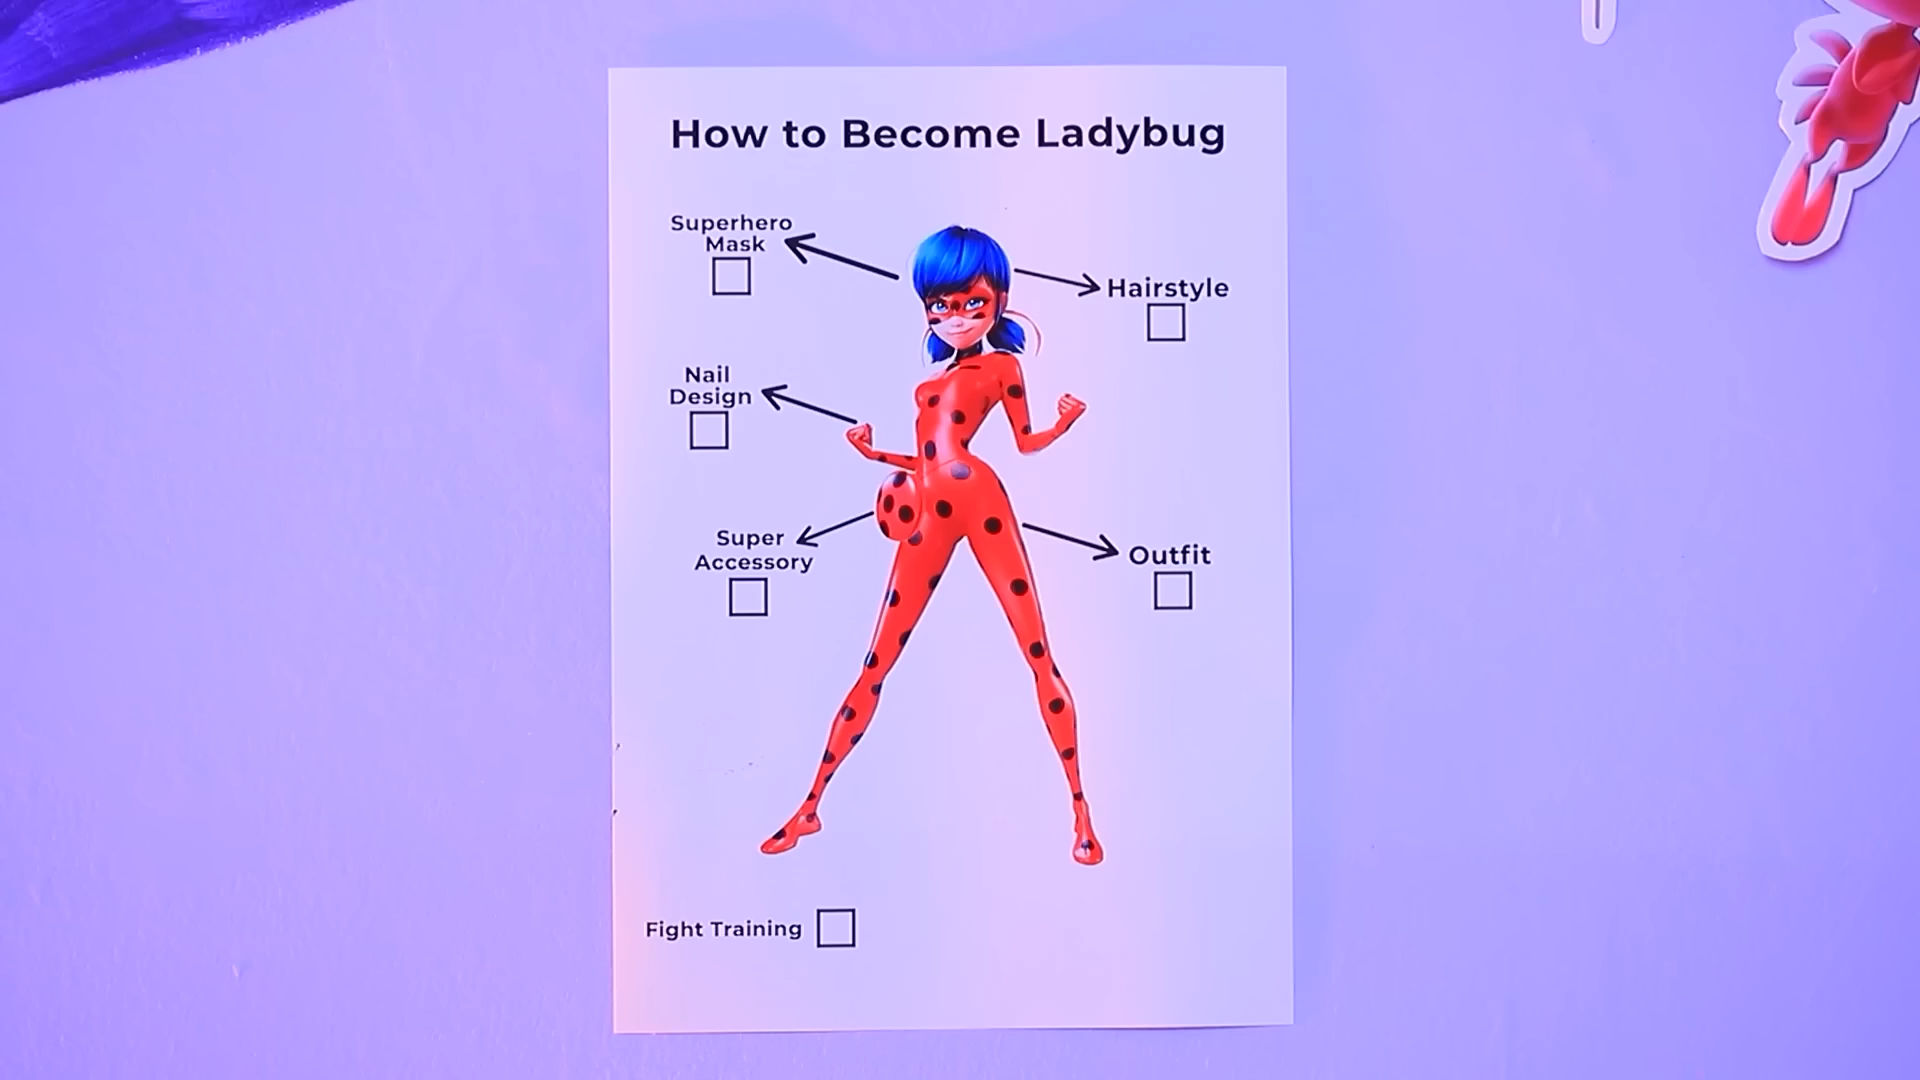 How to Become Ladybug
Superhero
Mask
Hairstyle
Nail
Design
Super
Accessory
Outfit
Fight Training